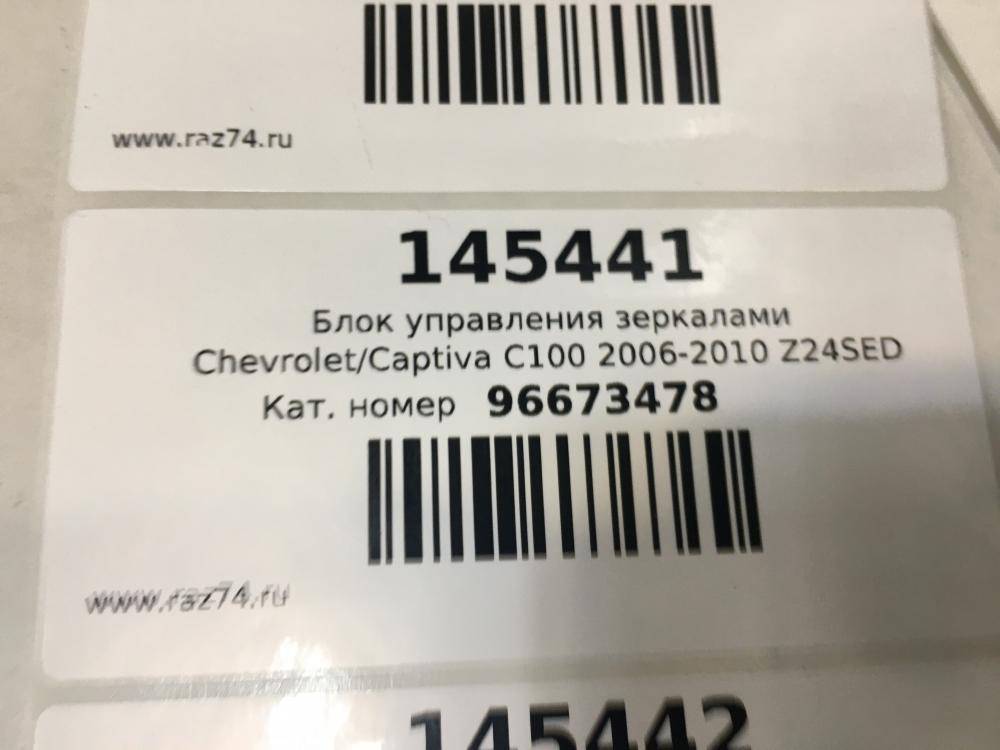 www.raz74.ru
145441
Блок управления зеркалами
Chevrolet/Captiva C100 2006-2010 Z24SED
Кат. номер 96673478
www.raz74.ru
145442